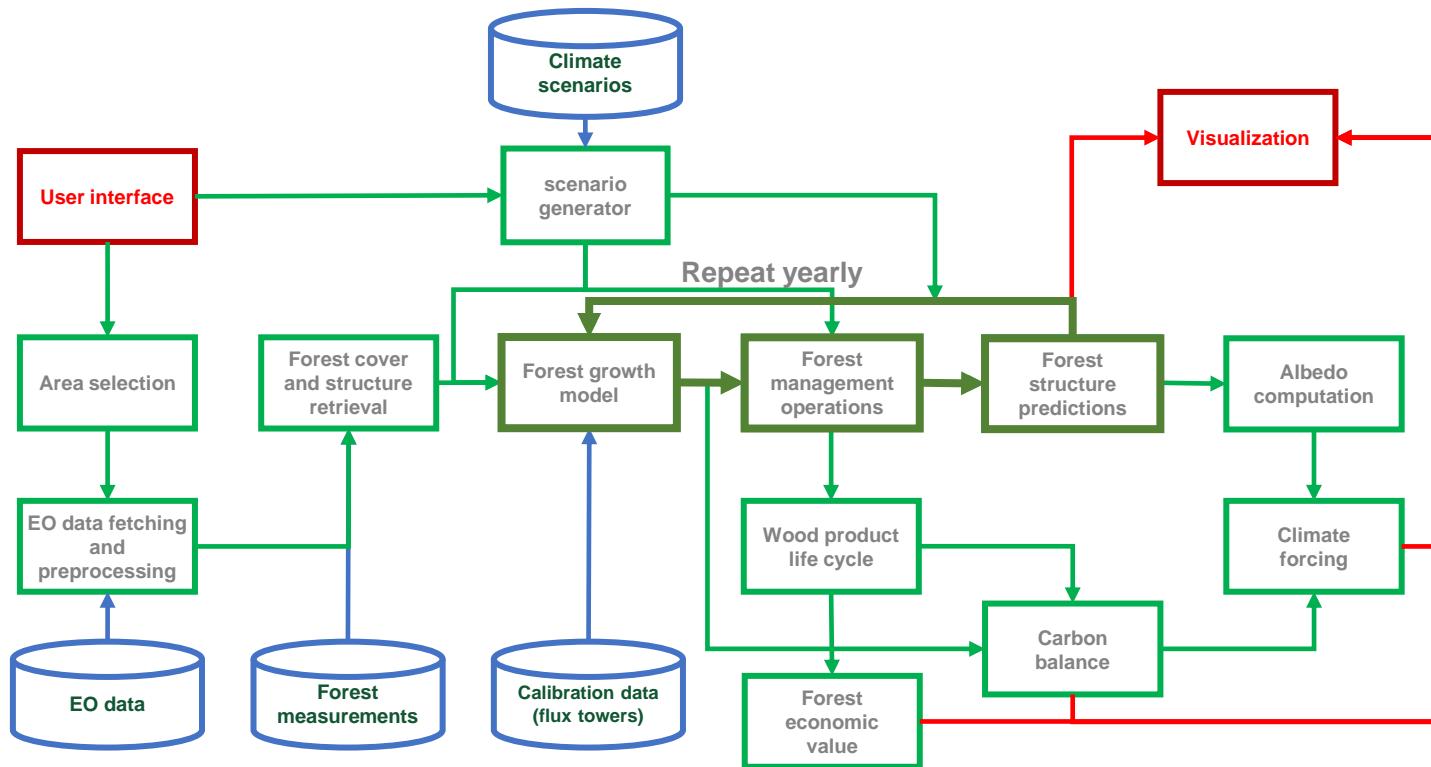 Climate
scenarios
Visualization
User interface
scenario
generator
Repeat yearly
Area selection
Forest cover
and structure
retrieval
Forest growth
model
Forest
management
operations
Forest
structure
predictions
Albedo
computation
EO data fetching
and
preprocessing
Wood product
life cycle
Climate
forcing
Carbon
balance
EO data
Forest
measurements
Calibration data
(flux towers)
Forest
economic
value